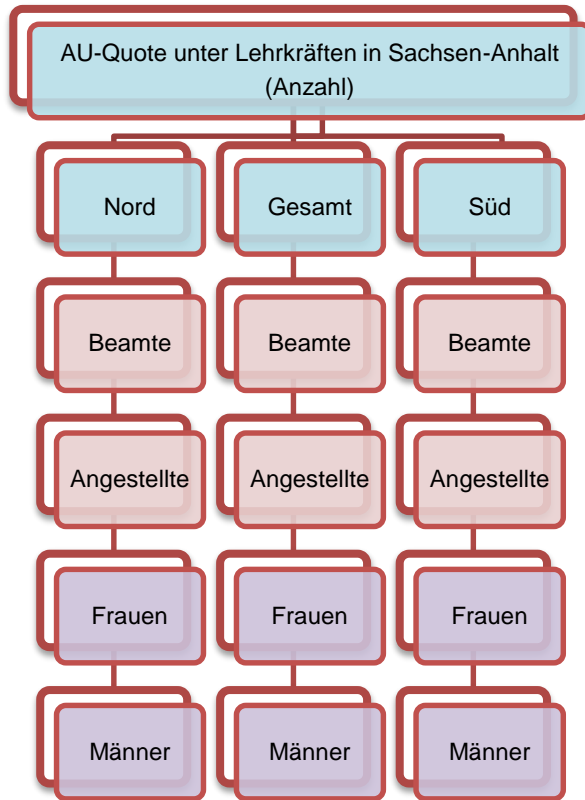 AU-Quote unter Lehrkräften in Sachsen-Anhalt
(Anzahl)
Nord
Gesamt
Süd
Beamte
Beamte
Beamte
Angestellte
Angestellte
Angestellte
Frauen
Frauen
Frauen
Männer
Männer
Männer